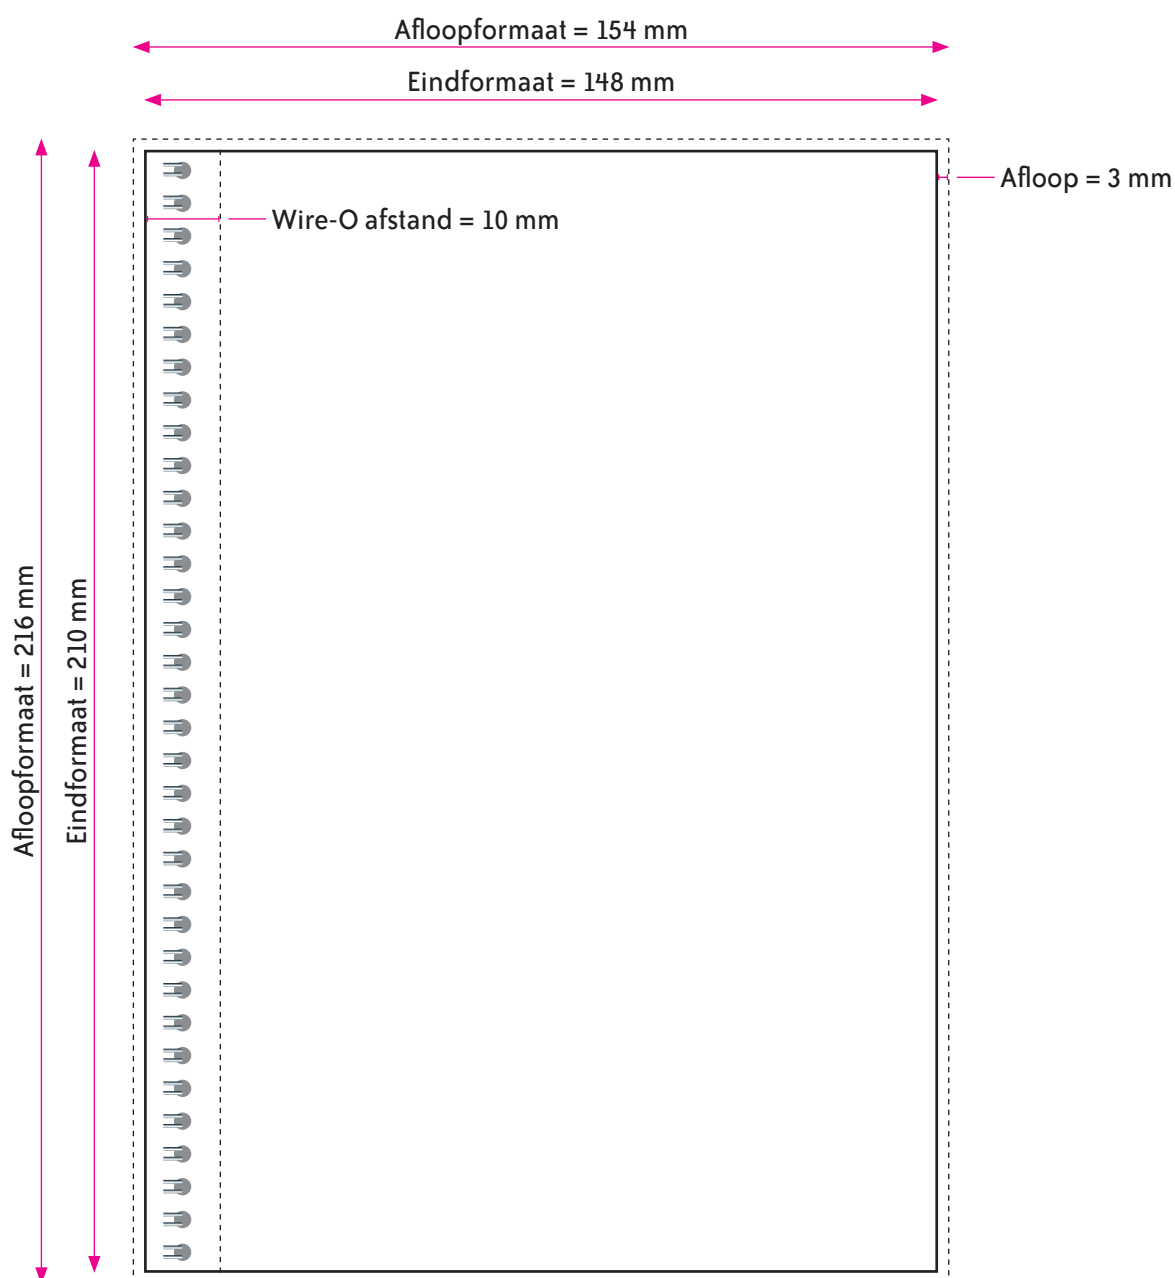 Afloopformaat = 154 mm
Eindformaat = 148 mm
Afloop = 3 mm
Wire-O afstand = 10 mm
Afloopformaat = 216 mm
Eindformaat = 210 mm